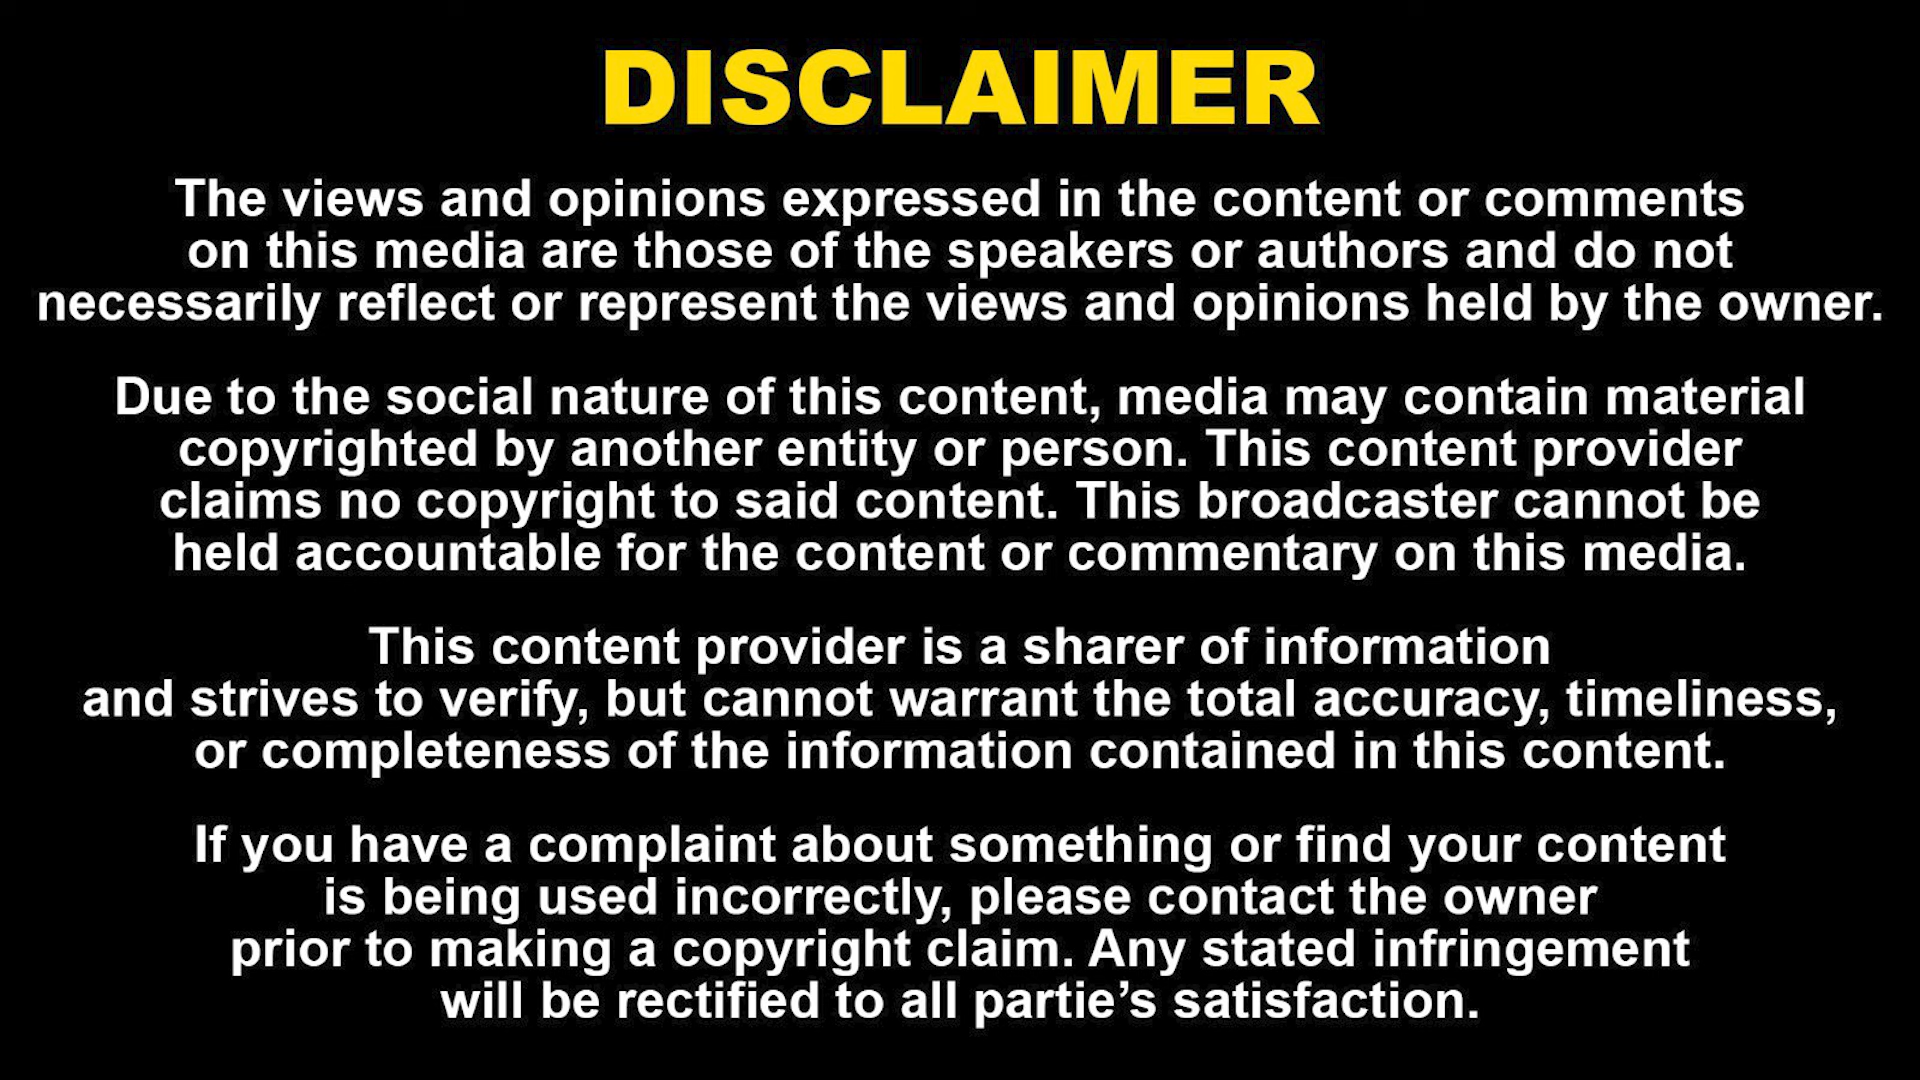 DISCLAIMER
The views and opinions expressed in the content or comments
on this media are those of the speakers or authors and do not
necessarily reflect or represent the views and opinions held by the owner.
Due to the social nature of this content, media may contain material
copyrighted by another entity or person. This content provider
claims no copyright to said content. This broadcaster cannot be
held accountable for the content or commentary on this media.
This content provider is a sharer of information
and strives to verify, but cannot warrant the total accuracy, timeliness,
or completeness of the information contained in this content.
If you have a complaint about something or find your content
is being used incorrectly, please contact the owner
prior to making a copyright claim. Any stated infringement
will be rectified to all partie’s satisfaction.